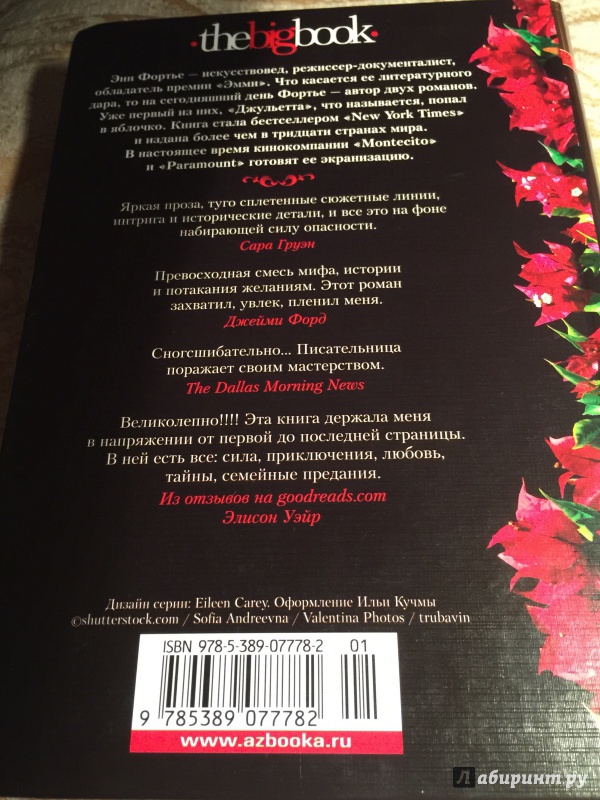 ·thebigbook·
Энн Фортье — искусствовед, режиссер-документалист,
обладатель премии «Эмми». Что касается ее литературного
дара, то на сегодняшний день Фортье — автор двух романов.
Уже первый из них, «Джульетта», что называется, попал
в яблочко. Книга стала бестселлером «New York Times»
и издана более чем в тридцати странах мира.
В настоящее время кинокомпании «Montecito»
и «Paramount» готовят ее экранизацию.
Яркая проза, туго сплетенные сюжетные линии,
интрига и исторические детали, и все это на фоне
набирающей силу опасности.
Сара Груэн
Превосходная смесь мифа, истории
и потакания желаниям. Этот роман
захватил, увлек, пленил меня.
Джейми Форд
Сногсшибательно... Писательница
поражает своим мастерством.
The Dallas Morning News
Великолепно!!!! Эта книга держала меня
в напряжении от первой до последней страницы.
В ней есть все: сила, приключения, любовь,
тайны, семейные предания.
Из отзывов на goodreads.com
Элисон Уэйр
Дизайн серии: Eileen Carey. Оформление Ильи Кучмы
©shutterstock.com / Sofia Andreevna / Valentina Photos / trubavin
ISBN 978-5-389-07778-2 01
9 785389 077782
www.azbooka.ru
Лабиринт.ру